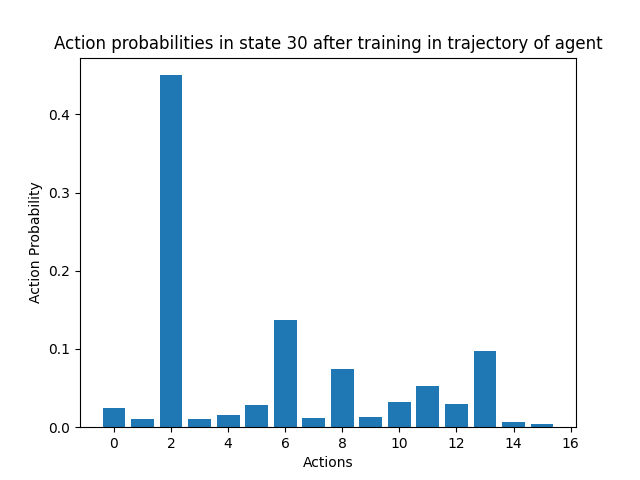 Action probabilities in state 30 after training in trajectory of agent
0.4
0.3
0.2
0.1
0.0
Action Probability
0 2 4 6 8 10 12 14 16
Actions